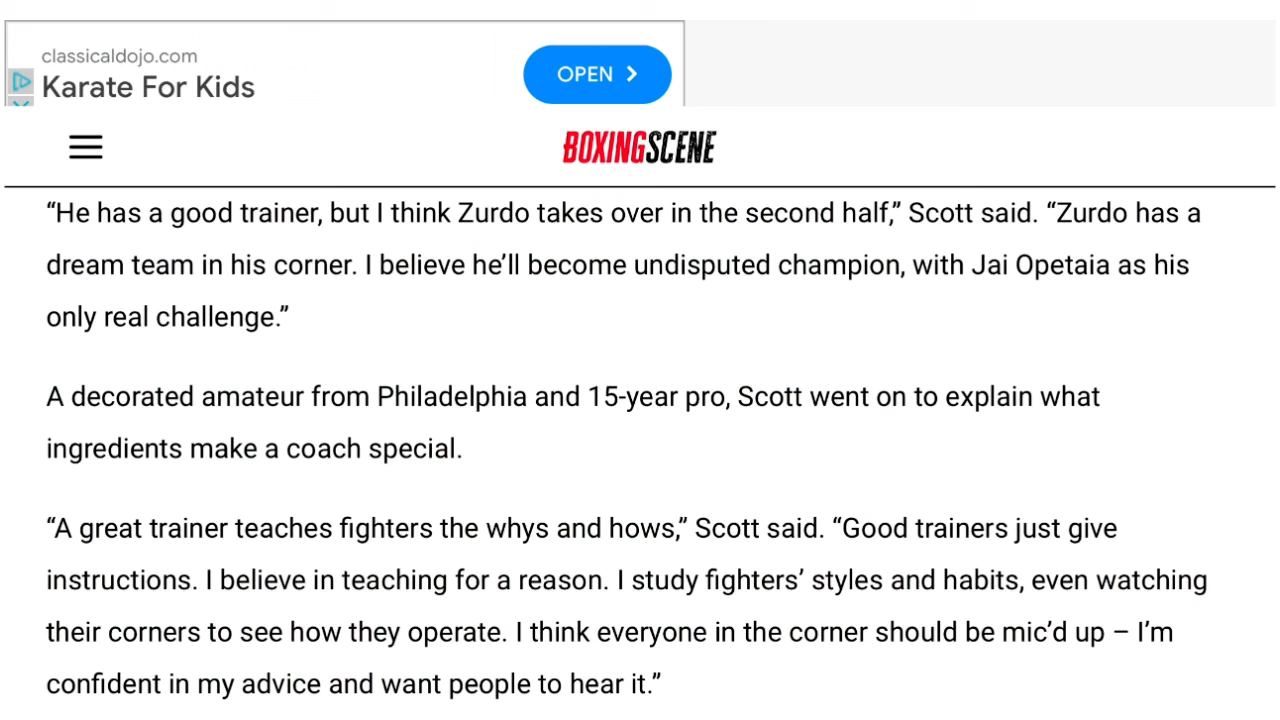 classicaldojo.com
Karate For Kids
OPEN
BOXINGSCENE
“He has a good trainer, but I think Zurdo takes over in the second half,” Scott said. “Zurdo has a
dream team in his corner. I believe he’ll become undisputed champion, with Jai Opetaia as his
only real challenge.”
A decorated amateur from Philadelphia and 15-year pro, Scott went on to explain what
ingredients make a coach special.
“A great trainer teaches fighters the whys and hows,” Scott said. “Good trainers just give
instructions. I believe in teaching for a reason. I study fighters’ styles and habits, even watching
their corners to see how they operate. I think everyone in the corner should be mic’d up – I’m
confident in my advice and want people to hear it.”